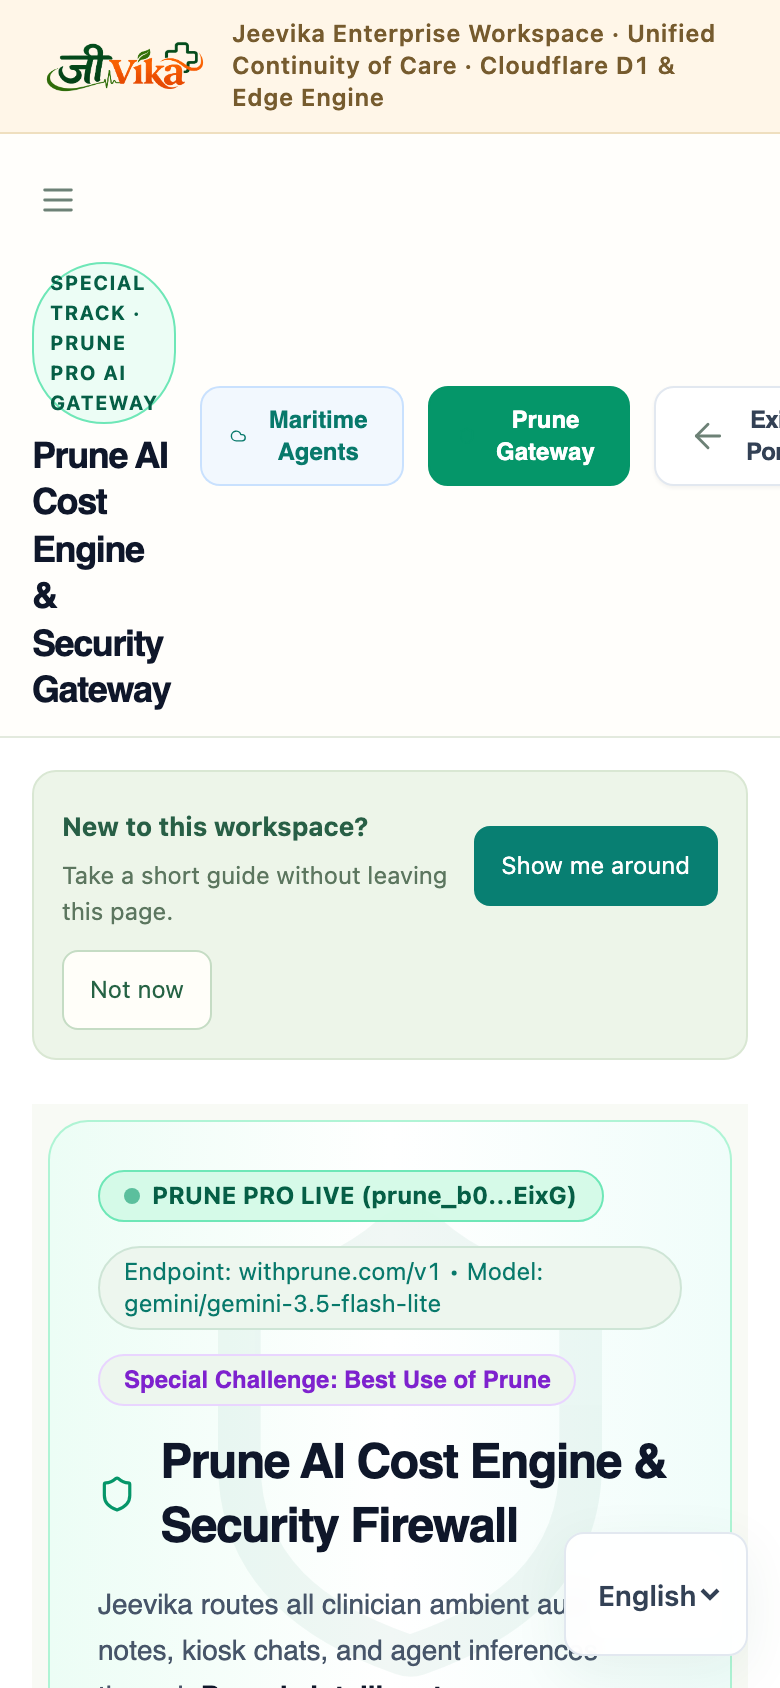 जीvika
Jeevika Enterprise Workspace · Unified
Continuity of Care · Cloudflare D1 &
Edge Engine
SPECIAL
TRACK ·
PRUNE
PRO AI
GATEWAY
Prune AI
Cost
Engine
&
Security
Gateway
Maritime
Agents
Prune
Gateway
New to this workspace?
Take a short guide without leaving
this page.
Show me around
Not now
PRUNE PRO LIVE (prune_b0...EixG)
Endpoint: withprune.com/v1 • Model:
gemini/gemini-3.5-flash-lite
Special Challenge: Best Use of Prune
Prune AI Cost Engine &
Security Firewall
Jeevika routes all clinician ambient
notes, kiosk chats, and agent inferences
English